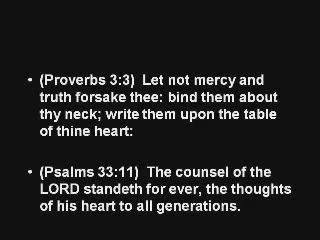 • (Proverbs 3:3)  Let not mercy and
truth forsake thee: bind them about
thy neck; write them upon the table
of thine heart:
• (Psalms 33:11)  The counsel of the
LORD standeth for ever, the thoughts
of his heart to all generations.